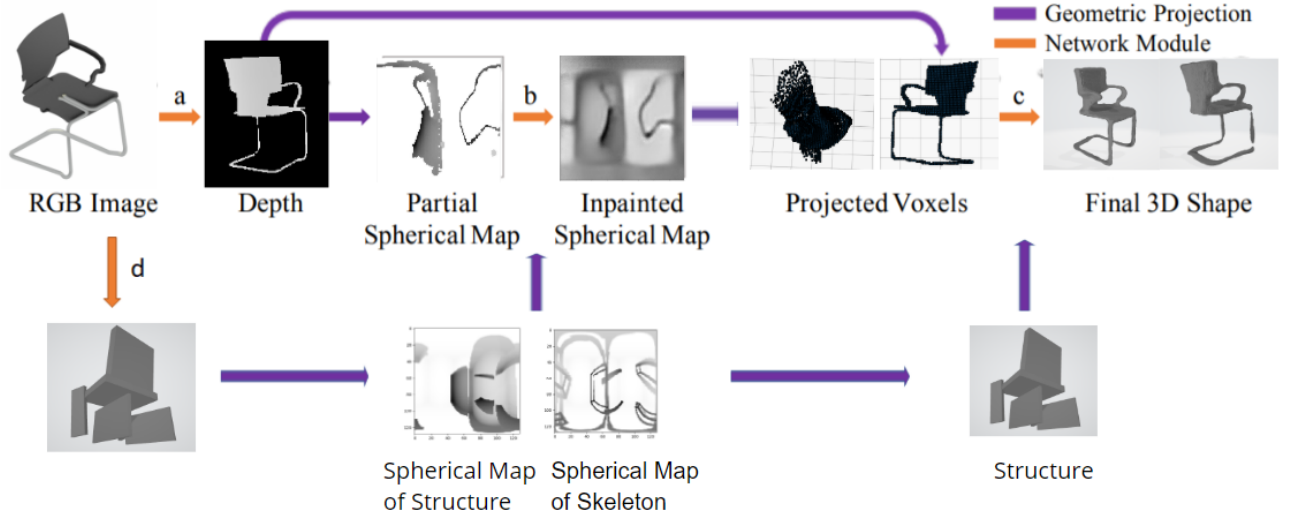 Geometric Projection
Network Module
a
b
c
RGB Image
Depth
Partial
Spherical Map
Inpainted
Spherical Map
Projected Voxels
Final 3D Shape
d
Spherical Map
of Structure
Spherical Map
of Skeleton
Structure